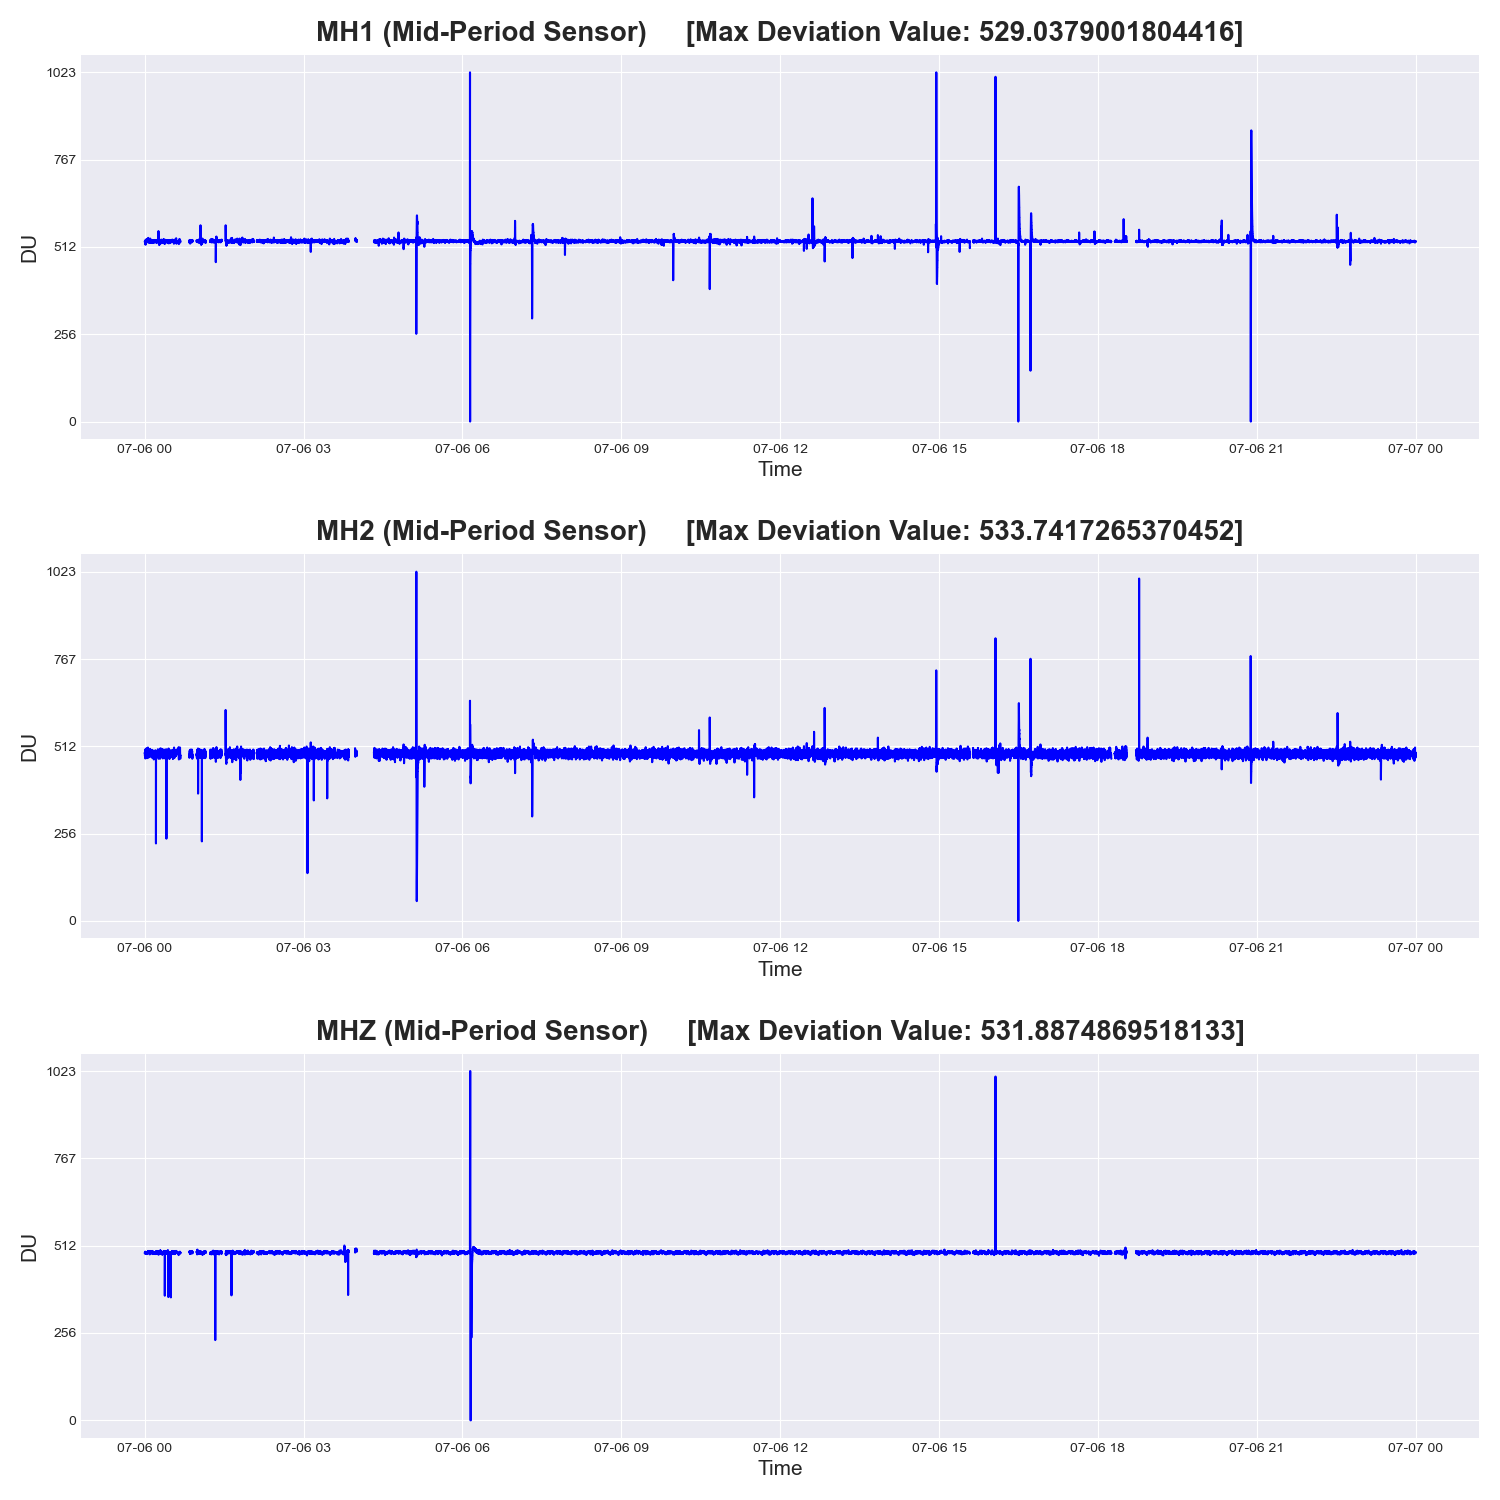 MH1 (Mid-Period Sensor) [Max Deviation Value: 529.0379001804416]
1023
767
512
256
0
DU
07-06 00 07-06 03 07-06 06 07-06 09 07-06 12 07-06 15 07-06 18 07-06 21 07-07 00
Time
MH2 (Mid-Period Sensor) [Max Deviation Value: 533.7417265370452]
1023
767
512
256
0
DU
07-06 00 07-06 03 07-06 06 07-06 09 07-06 12 07-06 15 07-06 18 07-06 21 07-07 00
Time
MHZ (Mid-Period Sensor) [Max Deviation Value: 531.8874869518133]
1023
767
512
256
0
DU
07-06 00 07-06 03 07-06 06 07-06 09 07-06 12 07-06 15 07-06 18 07-06 21 07-07 00
Time